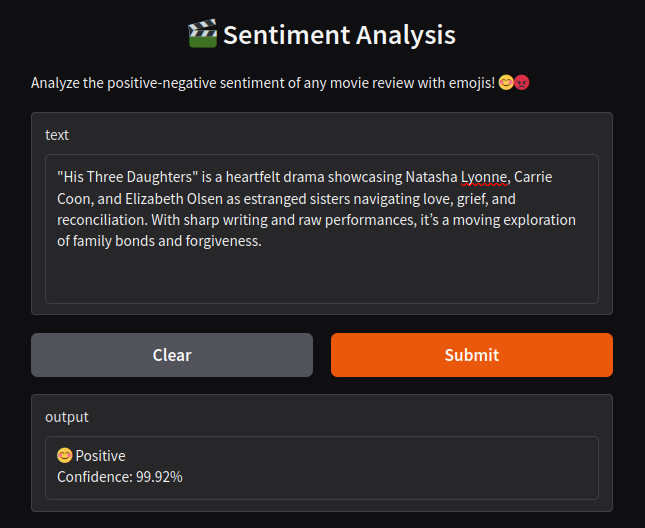 🎬 Sentiment Analysis
Analyze the positive-negative sentiment of any movie review with emojis! 😊😡
text
"His Three Daughters" is a heartfelt drama showcasing Natasha Lyonne, Carrie
Coon, and Elizabeth Olsen as estranged sisters navigating love, grief, and
reconciliation. With sharp writing and raw performances, it’s a moving exploration
of family bonds and forgiveness.
Clear
Submit
output
😊 Positive
Confidence: 99.92%